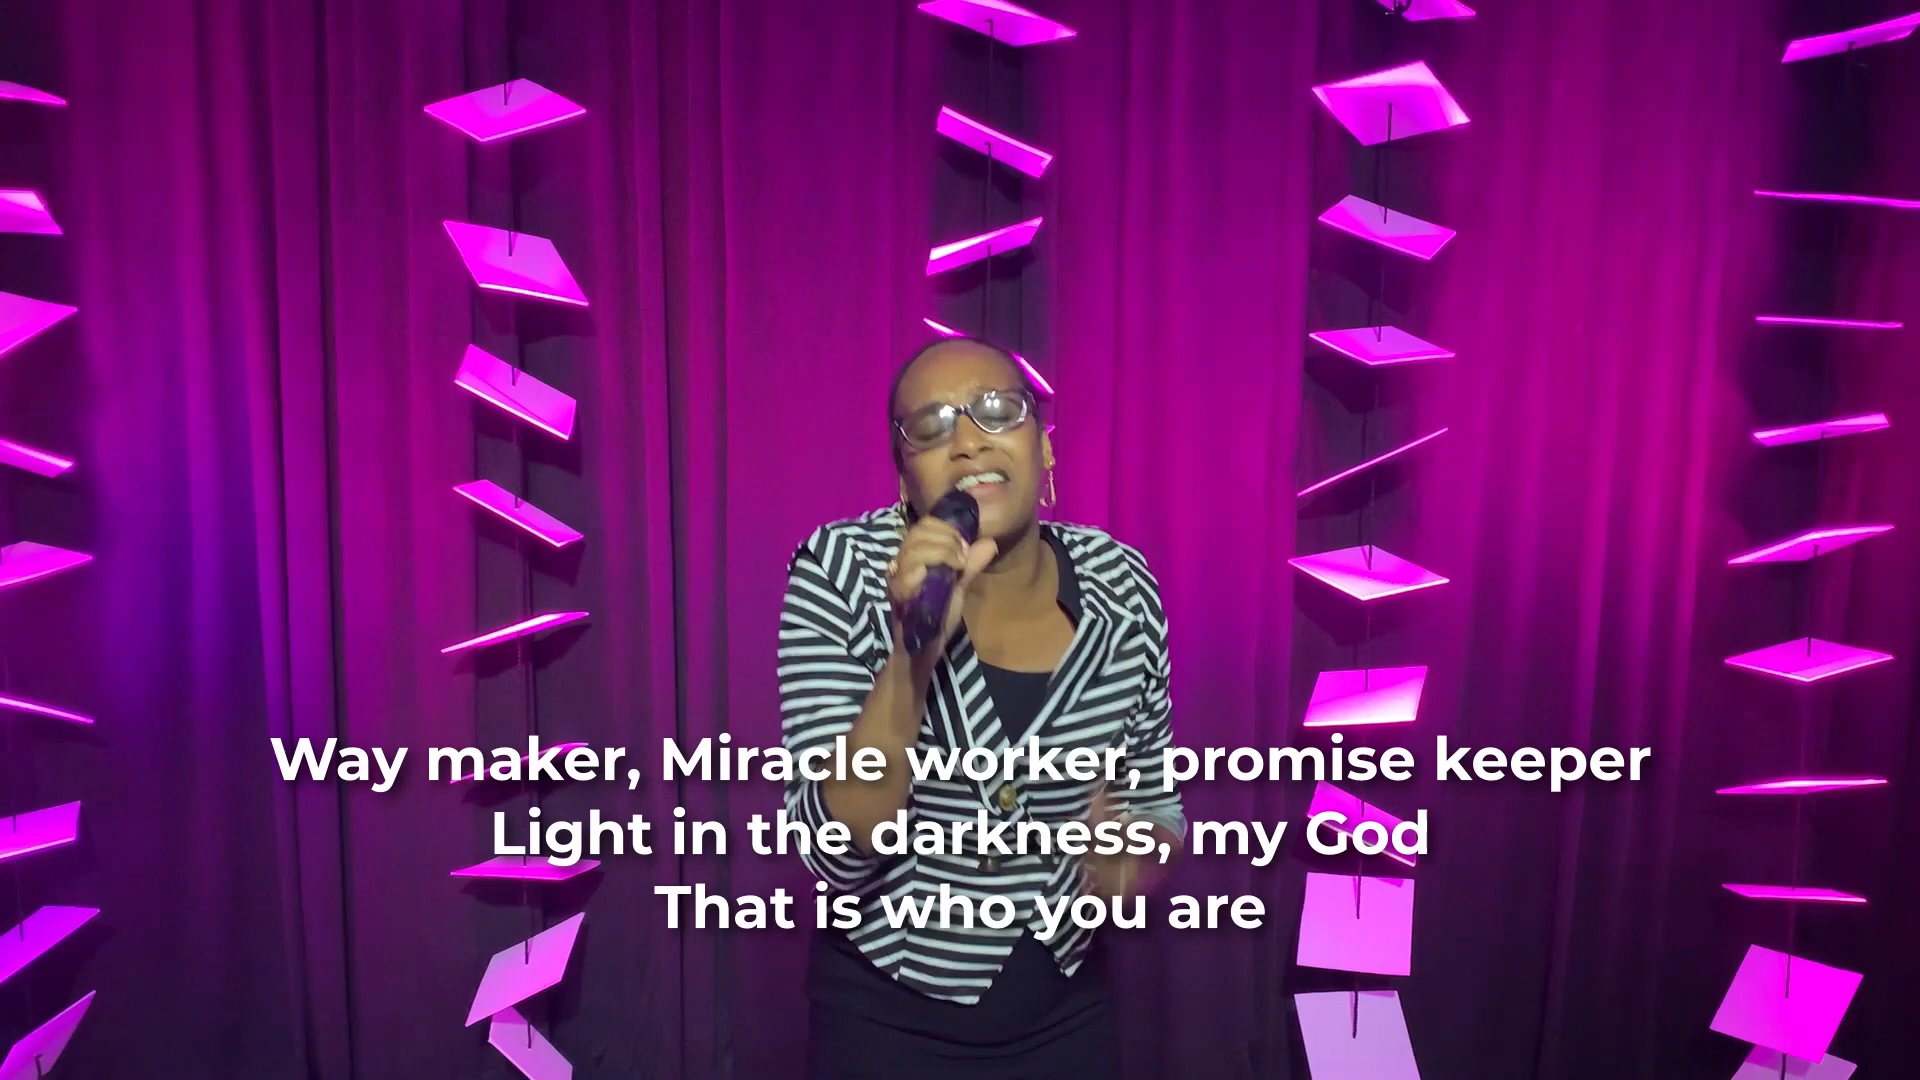 Way maker, Miracle worker, promise keeper
Light in the darkness, my God
That is who you are